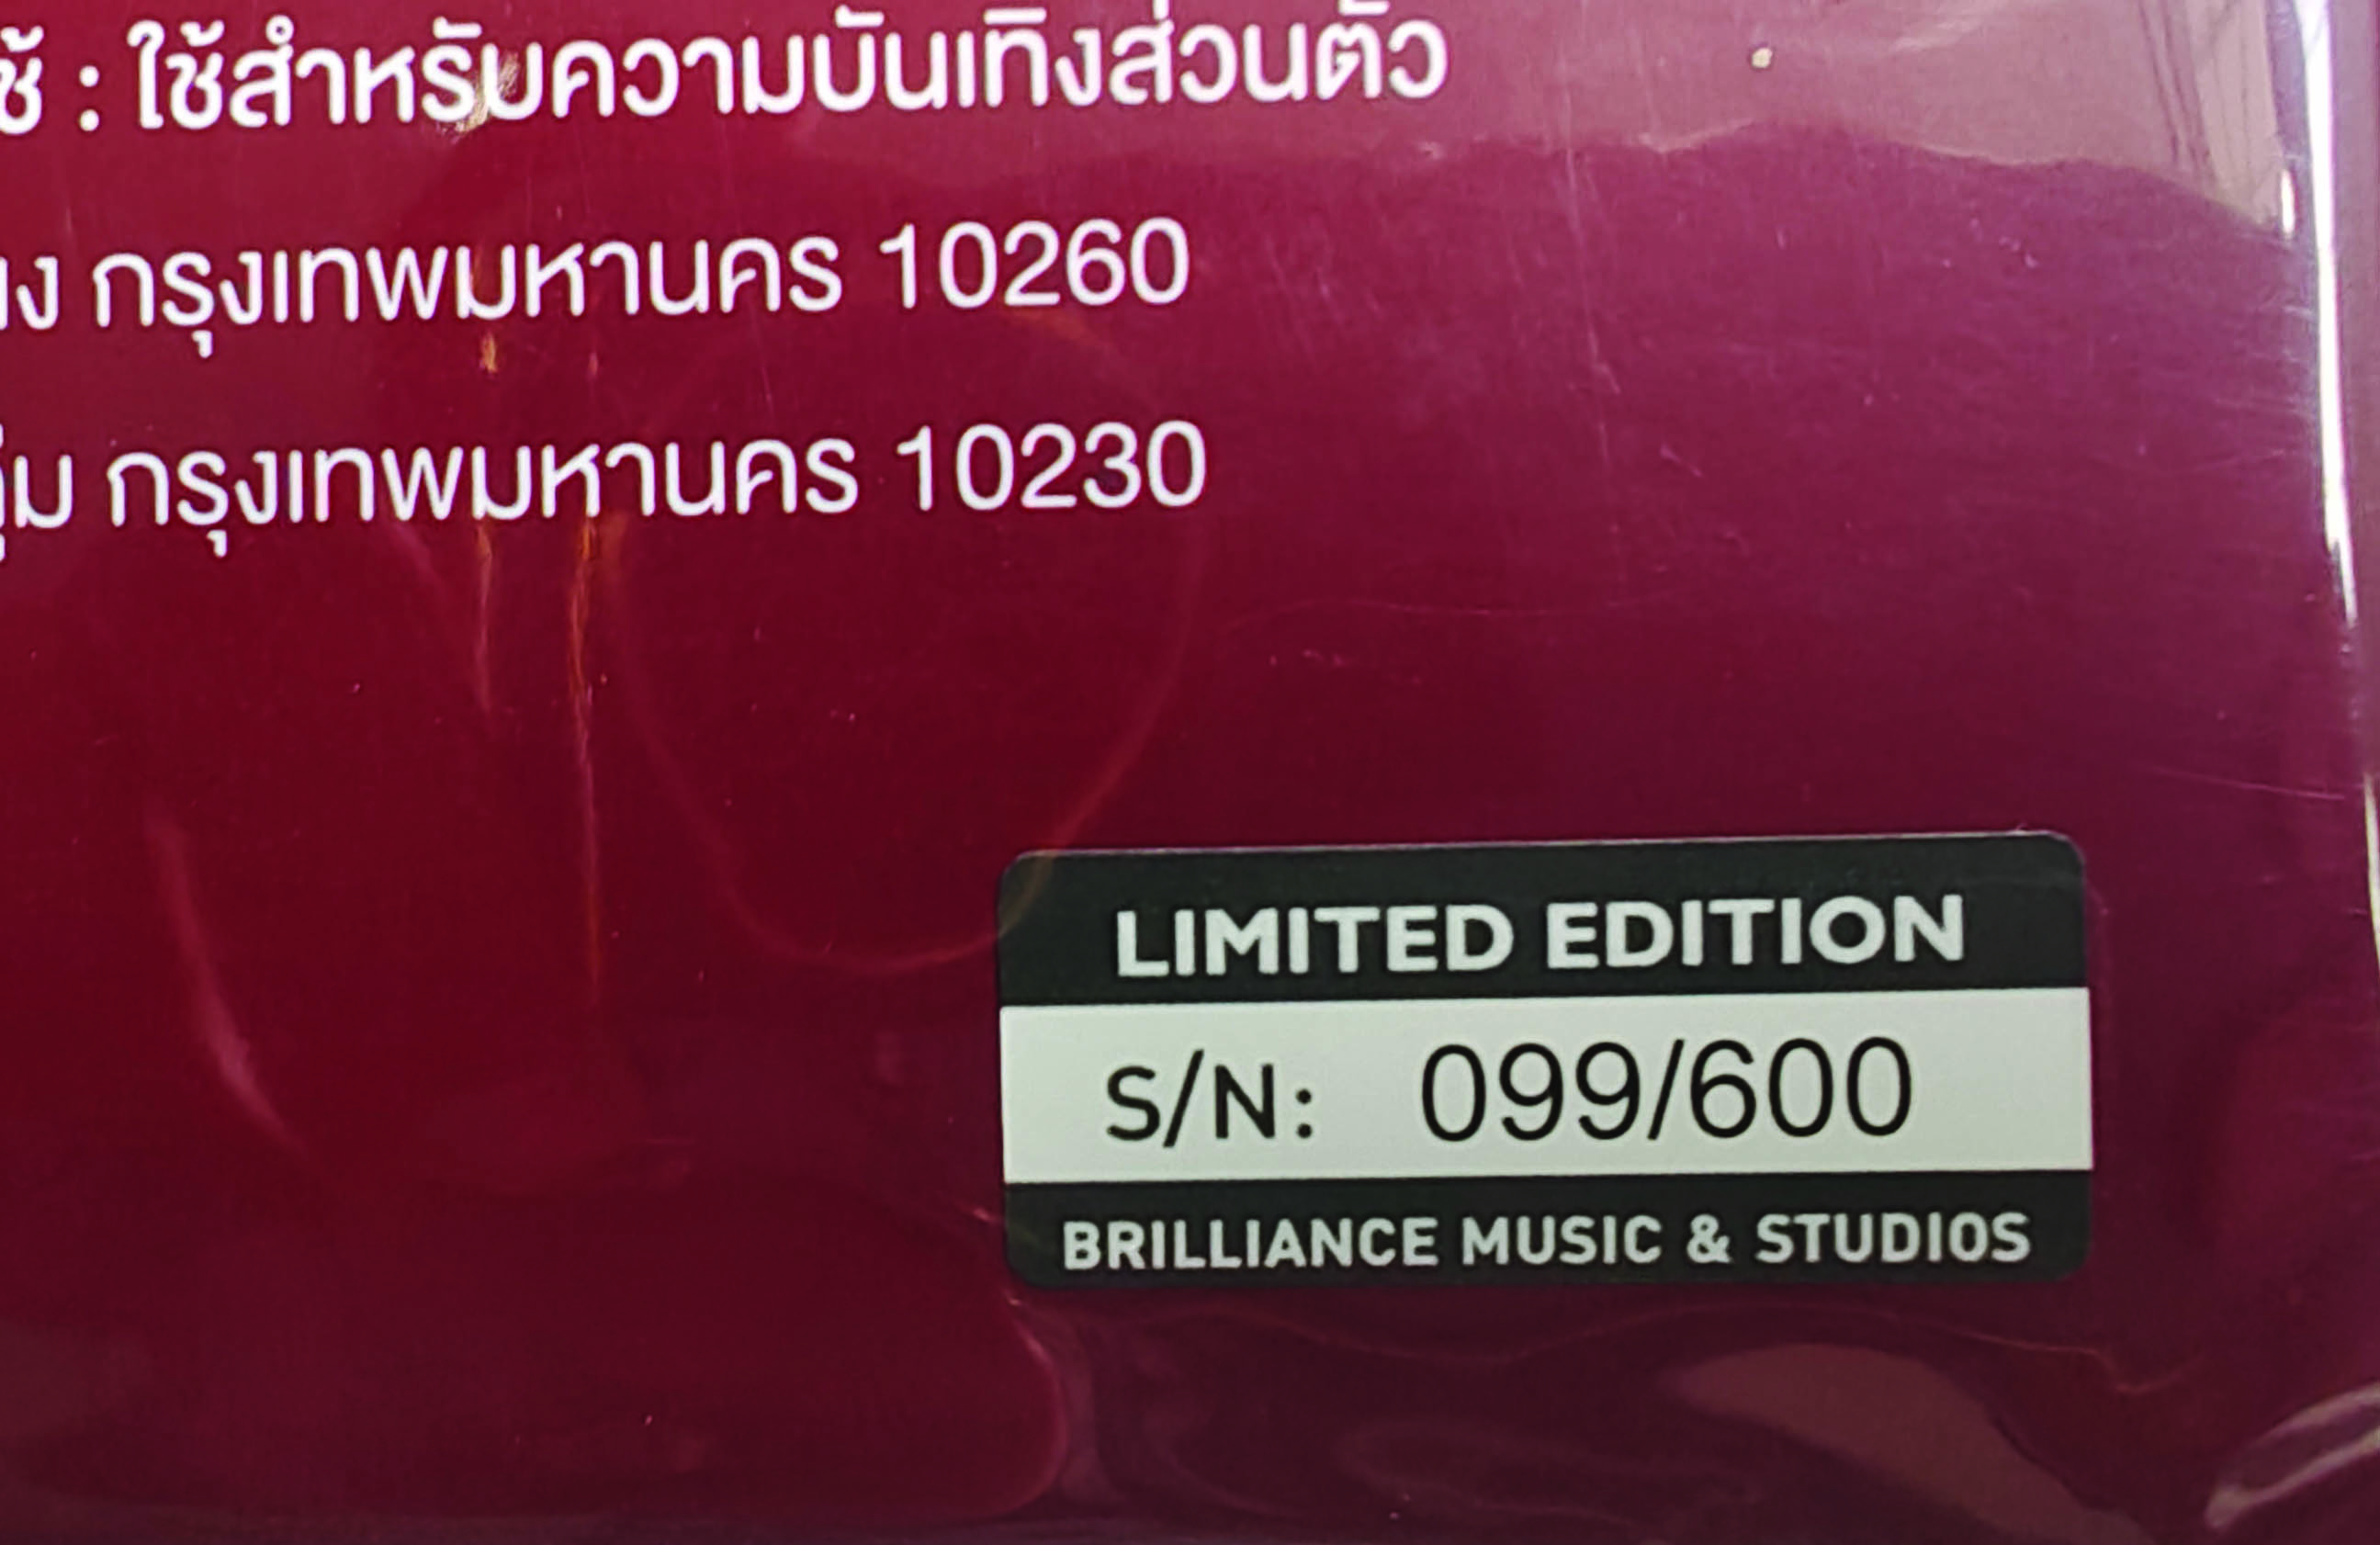 ช้ : ใช้สำหรับความบันเทิงส่วนตัว
กรุงเทพมหานคร 10260
กรุงเทพมหานคร 10230
LIMITED EDITION
S/N: 099/600
BRILLIANCE MUSIC & STUDIOS